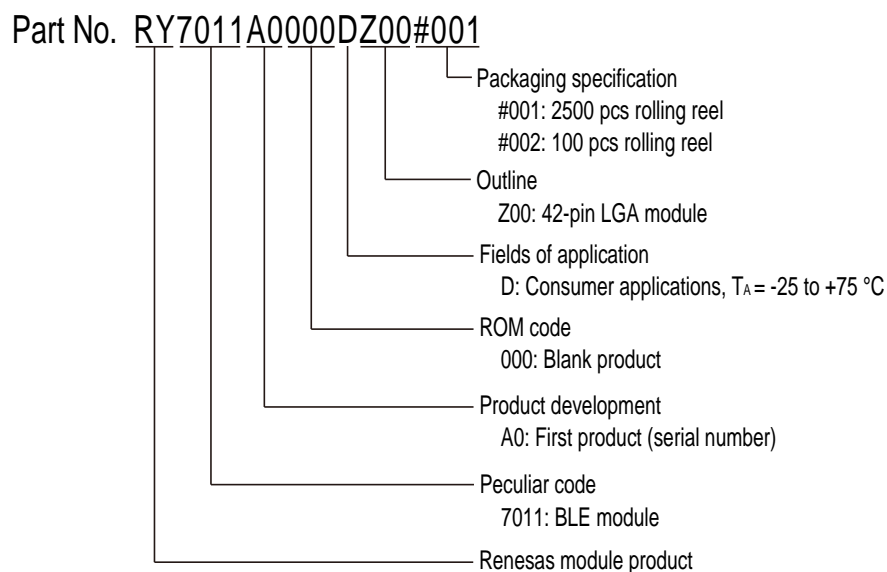 Part No. RY7011A0000DZ00#001
Packaging specification
#001: 2500 pcs rolling reel
#002: 100 pcs rolling reel
Outline
Z00: 42-pin LGA module
Fields of application
D: Consumer applications, TA = -25 to +75 °C
ROM code
000: Blank product
Product development
A0: First product (serial number)
Peculiar code
7011: BLE module
Renesas module product